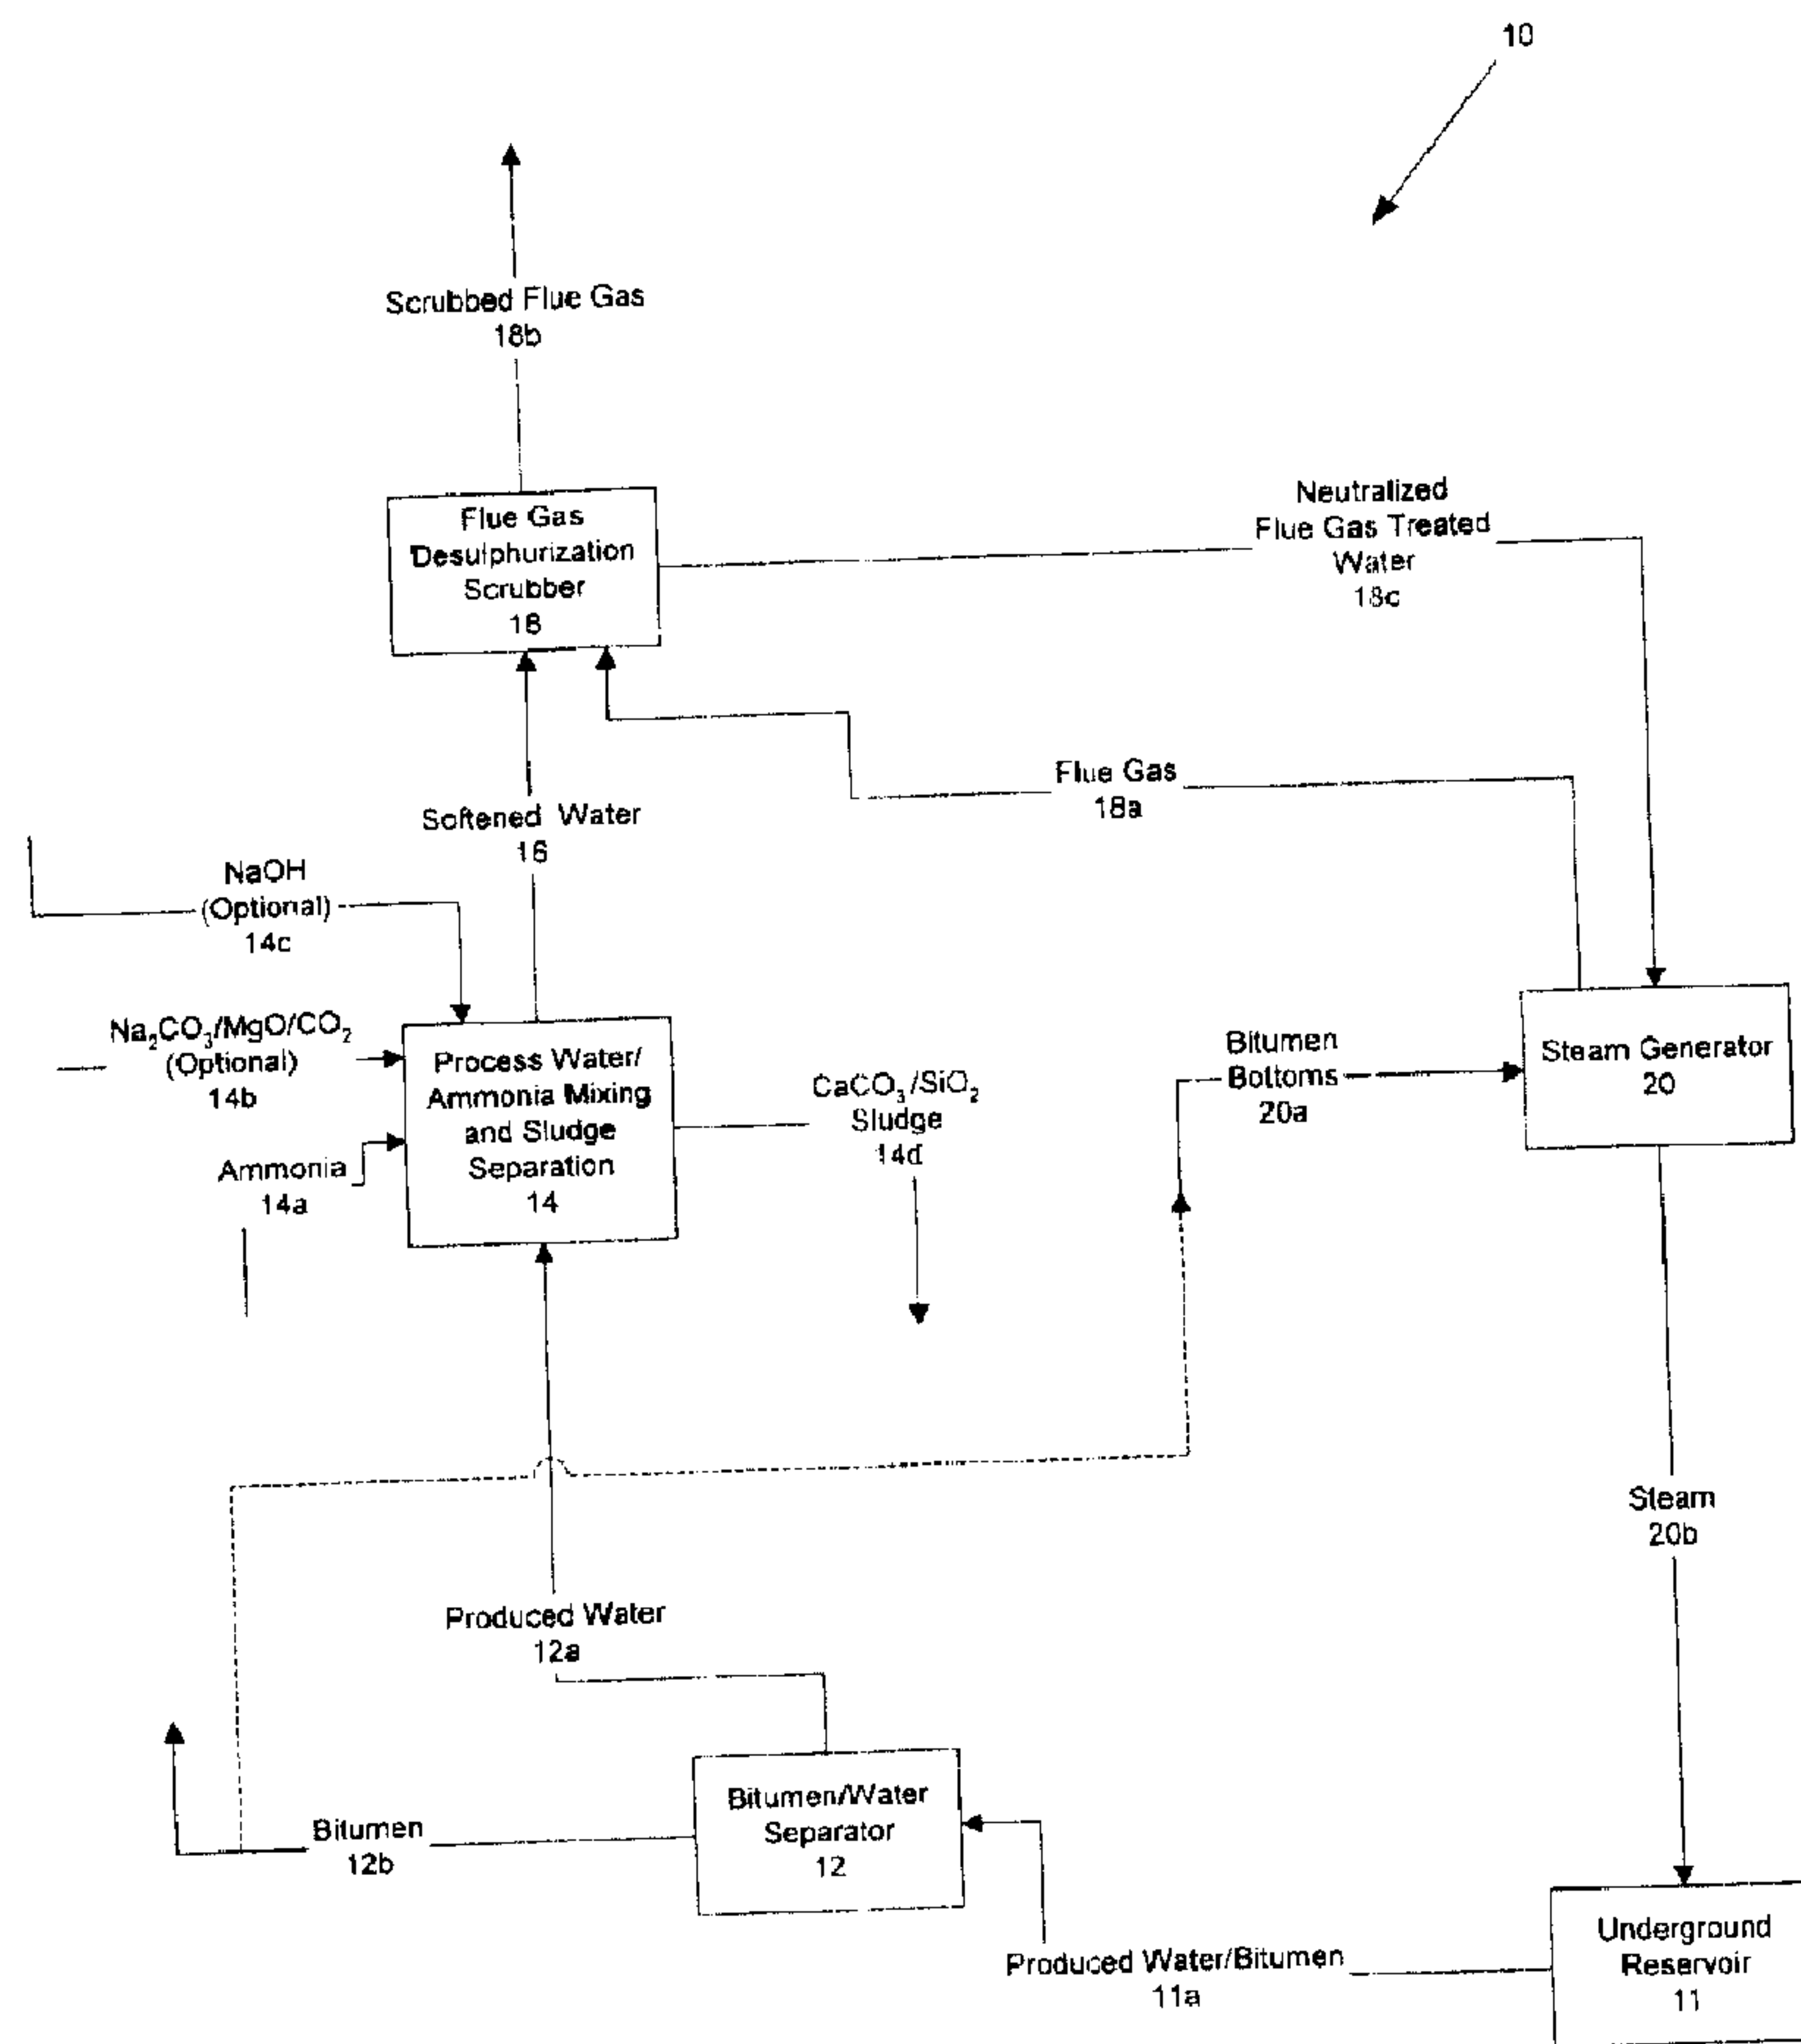 10
Scrubbed Flue Gas
18b
Flue Gas
Desulphurization
Scrubber
18
Neutralized
Flue Gas Treated
Water
18c
Flue Gas
18a
Softened Water
16
NaOH
(Optional)
14c
Na₂CO₃/MgO/CO₂
(Optional)
14b
Ammonia
14a
Process Water/
Ammonia Mixing
and Sludge
Separation
14
CaCO₃/SiO₂
Sludge
14d
Bitumen
Bottoms
20a
Steam Generator
20
Steam
20b
Produced Water
12a
Bitumen
12b
Bitumen/Water
Separator
12
Produced Water/Bitumen
11a
Underground
Reservoir
11